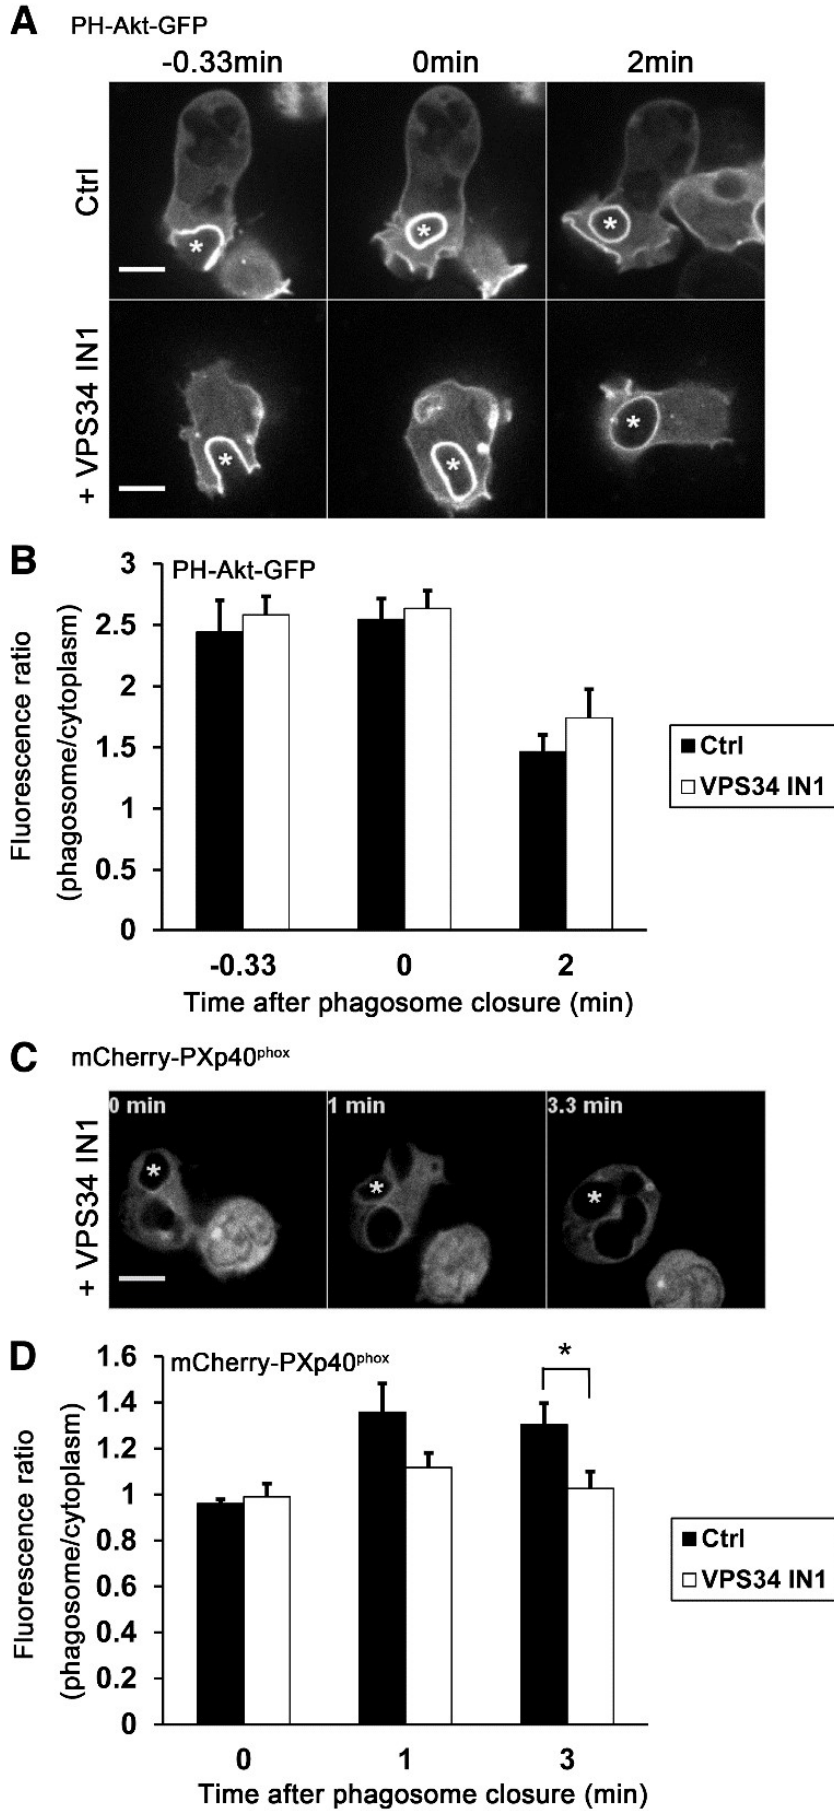 A PH-Akt-GFP
-0.33min 0min 2min
Ctrl
*
*
*
+ VPS34 IN1
*
*
*
B
PH-Akt-GFP
Fluorescence ratio
(phagosome/cytoplasm)
3
2.5
2
1.5
1
0.5
0
-0.33 0 2
Time after phagosome closure (min)
Ctrl
VPS34 IN1
C mCherry-PXp40phox
+ VPS34 IN1
0 min 1 min 3.3 min
*
*
*
D
mCherry-PXp40phox
*
Fluorescence ratio
(phagosome/cytoplasm)
1.6
1.4
1.2
1
0.8
0.6
0.4
0.2
0
0 1 3
Time after phagosome closure (min)
Ctrl
VPS34 IN1